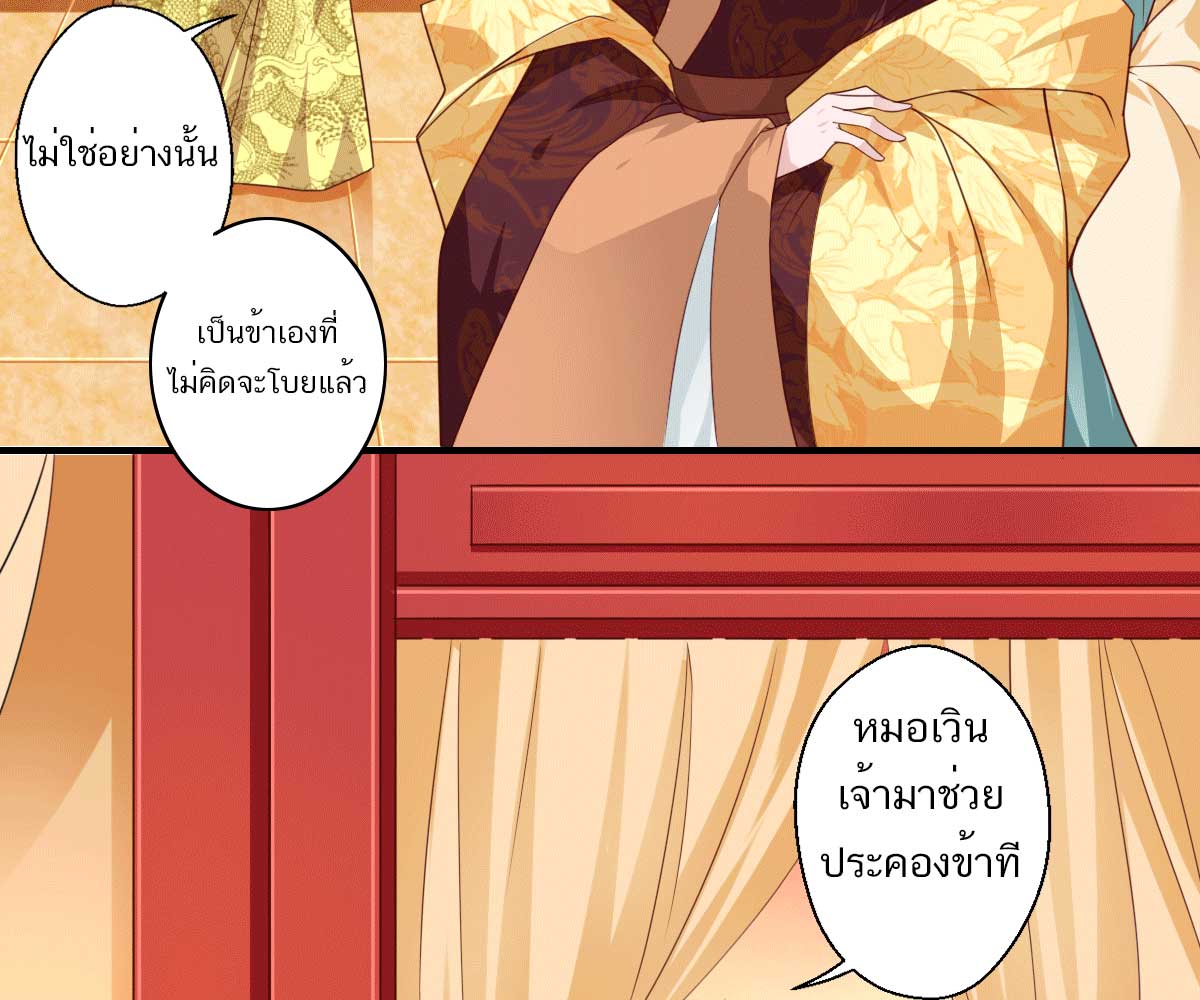 ไม่ใช่อย่างนั้น
เป็นข้าเองที่
ไม่คิดจะโบยแล้ว
หมอเวิน
เจ้ามาช่วย
ประคองข้าที